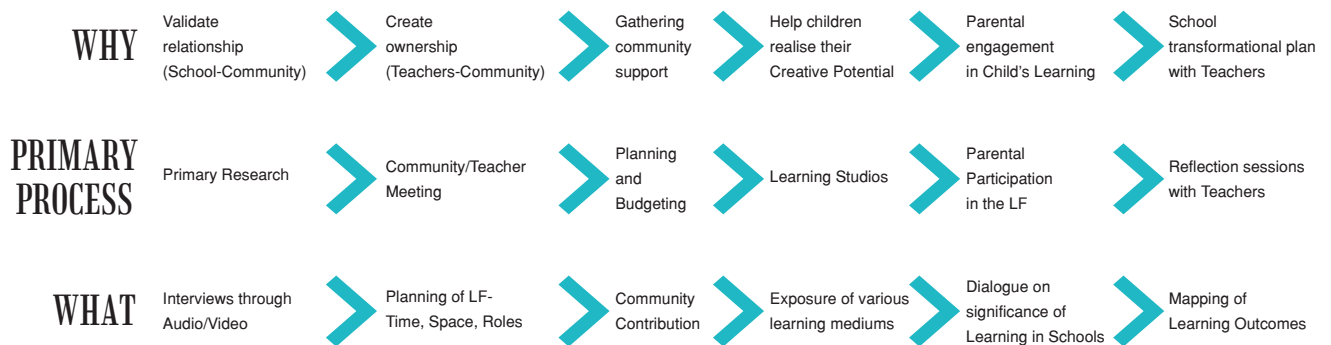 WHY
Validate
relationship
(School-Community)
Create
ownership
(Teachers-Community)
Gathering
community
support
Help children
realise their
Creative Potential
Parental
engagement
in Child's Learning
School
transformational plan
with Teachers
PRIMARY
PROCESS
Primary Research
Community/Teacher
Meeting
Planning
and
Budgeting
Learning Studios
Parental
Participation
in the LF
Reflection sessions
with Teachers
WHAT
Interviews through
Audio/Video
Planning of LF-
Time, Space, Roles
Community
Contribution
Exposure of various
learning mediums
Dialogue on
significance of
Learning in Schools
Mapping of
Learning Outcomes